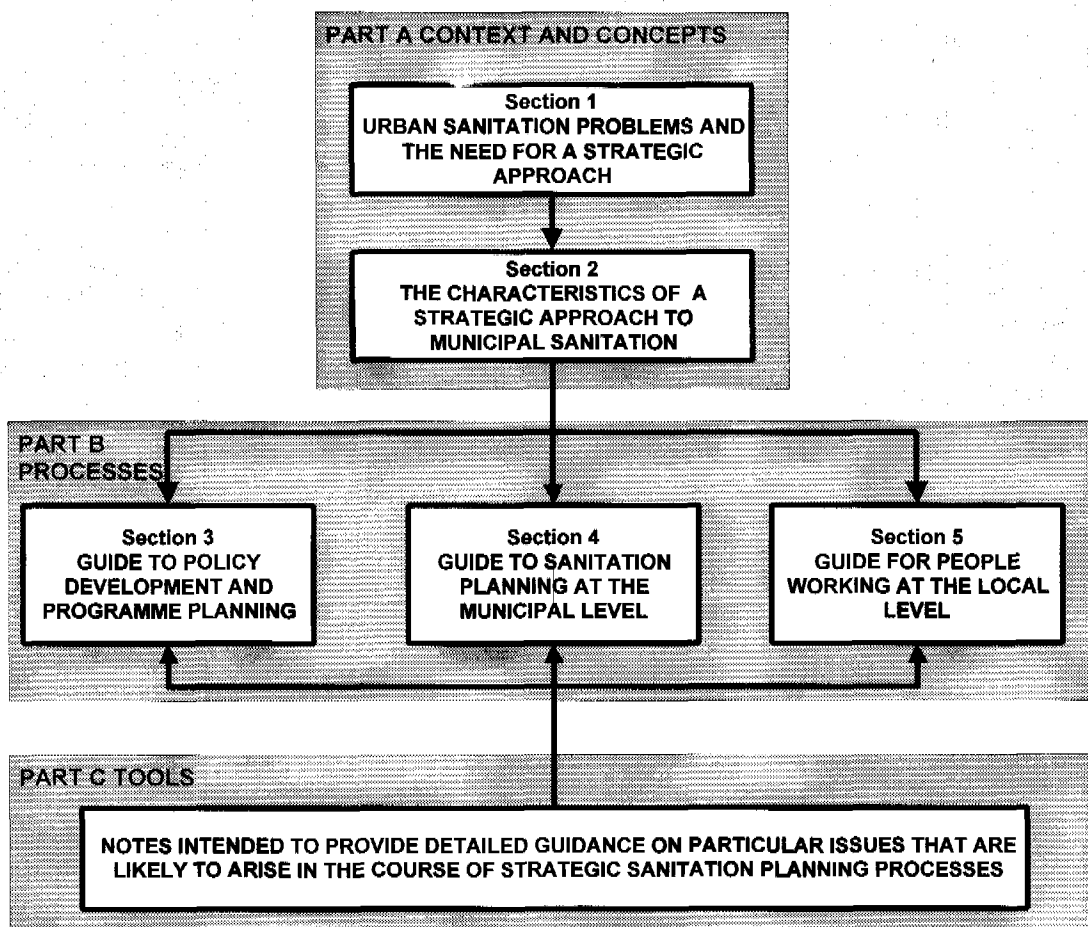 PART A CONTEXT AND CONCEPTS
Section 1
URBAN SANITATION PROBLEMS AND
THE NEED FOR A STRATEGIC
APPROACH
Section 2
THE CHARACTERISTICS OF A
STRATEGIC APPROACH TO
MUNICIPAL SANITATION
PART B
PROCESSES
Section 3
GUIDE TO POLICY
DEVELOPMENT AND
PROGRAMME PLANNING
Section 4
GUIDE TO SANITATION
PLANNING AT THE
MUNICIPAL LEVEL
Section 5
GUIDE FOR PEOPLE
WORKING AT THE LOCAL
LEVEL
PART C TOOLS
NOTES INTENDED TO PROVIDE DETAILED GUIDANCE ON PARTICULAR ISSUES THAT ARE
LIKELY TO ARISE IN THE COURSE OF STRATEGIC SANITATION PLANNING PROCESSES